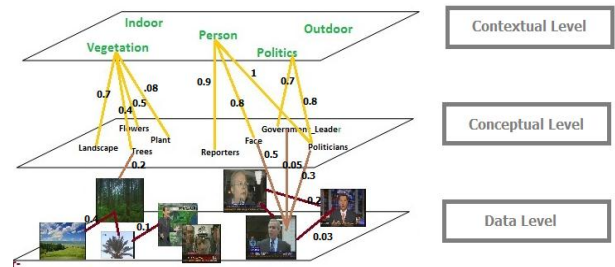 Indoor
Person
Outdoor
Contextual Level
Vegetation
Politics
1
0.7
.08
0.9
0.7
0.5
0.4
0.8
0.8
Flowers
Plant
Face
Government_Leader
Conceptual Level
Landscape
Trees
Reporters
Politicians
0.2
0.5
0.05
0.3
0.2
0.4
0.1
0.03
Data Level